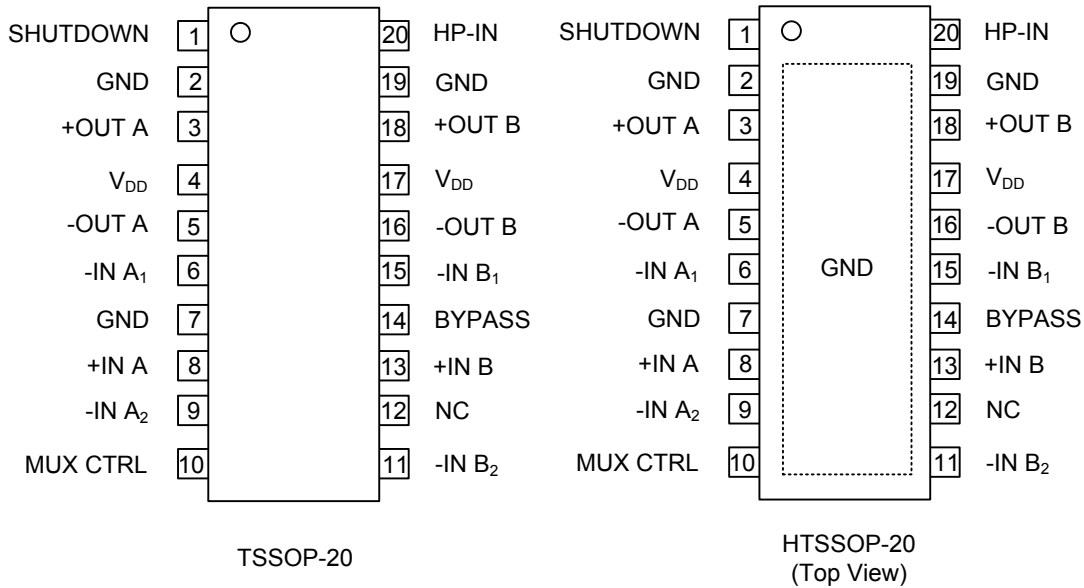 SHUTDOWN 1 20 HP-IN
GND 2 19 GND
+OUT A 3 18 +OUT B
VDD 4 17 VDD
-OUT A 5 16 -OUT B
-IN A1 6 15 -IN B1
GND 7 14 BYPASS
+IN A 8 13 +IN B
-IN A2 9 12 NC
MUX CTRL 10 11 -IN B2
TSSOP-20
SHUTDOWN 1 20 HP-IN
GND 2 19 GND
+OUT A 3 18 +OUT B
VDD 4 17 VDD
-OUT A 5 16 -OUT B
-IN A1 6 GND 15 -IN B1
GND 7 14 BYPASS
+IN A 8 13 +IN B
-IN A2 9 12 NC
MUX CTRL 10 11 -IN B2
HTSSOP-20
(Top View)